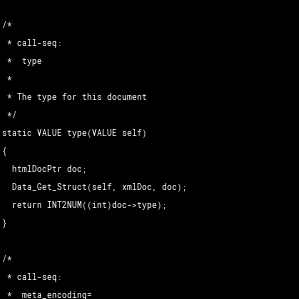 /*
 * call-seq:
 *  type
 *
 * The type for this document
 */
static VALUE type(VALUE self)
{
  htmlDocPtr doc;
  Data_Get_Struct(self, xmlDoc, doc);
  return INT2NUM((int)doc->type);
}

/*
 * call-seq:
 *  meta_encoding=